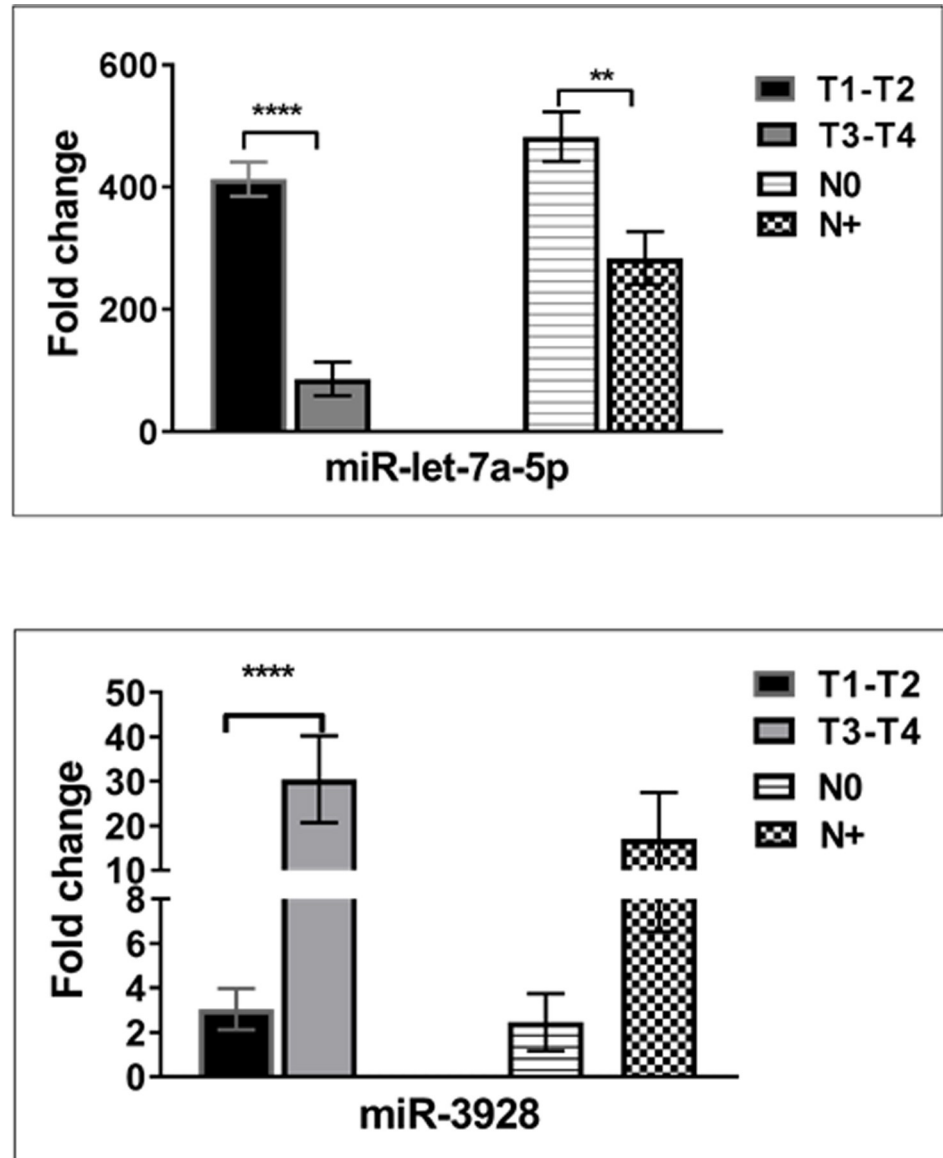 600
400
200
0
Fold change
****
**
T1-T2
T3-T4
N0
N+
miR-let-7a-5p
50
40
30
20
10
8
6
4
2
0
Fold change
****
T1-T2
T3-T4
N0
N+
miR-3928